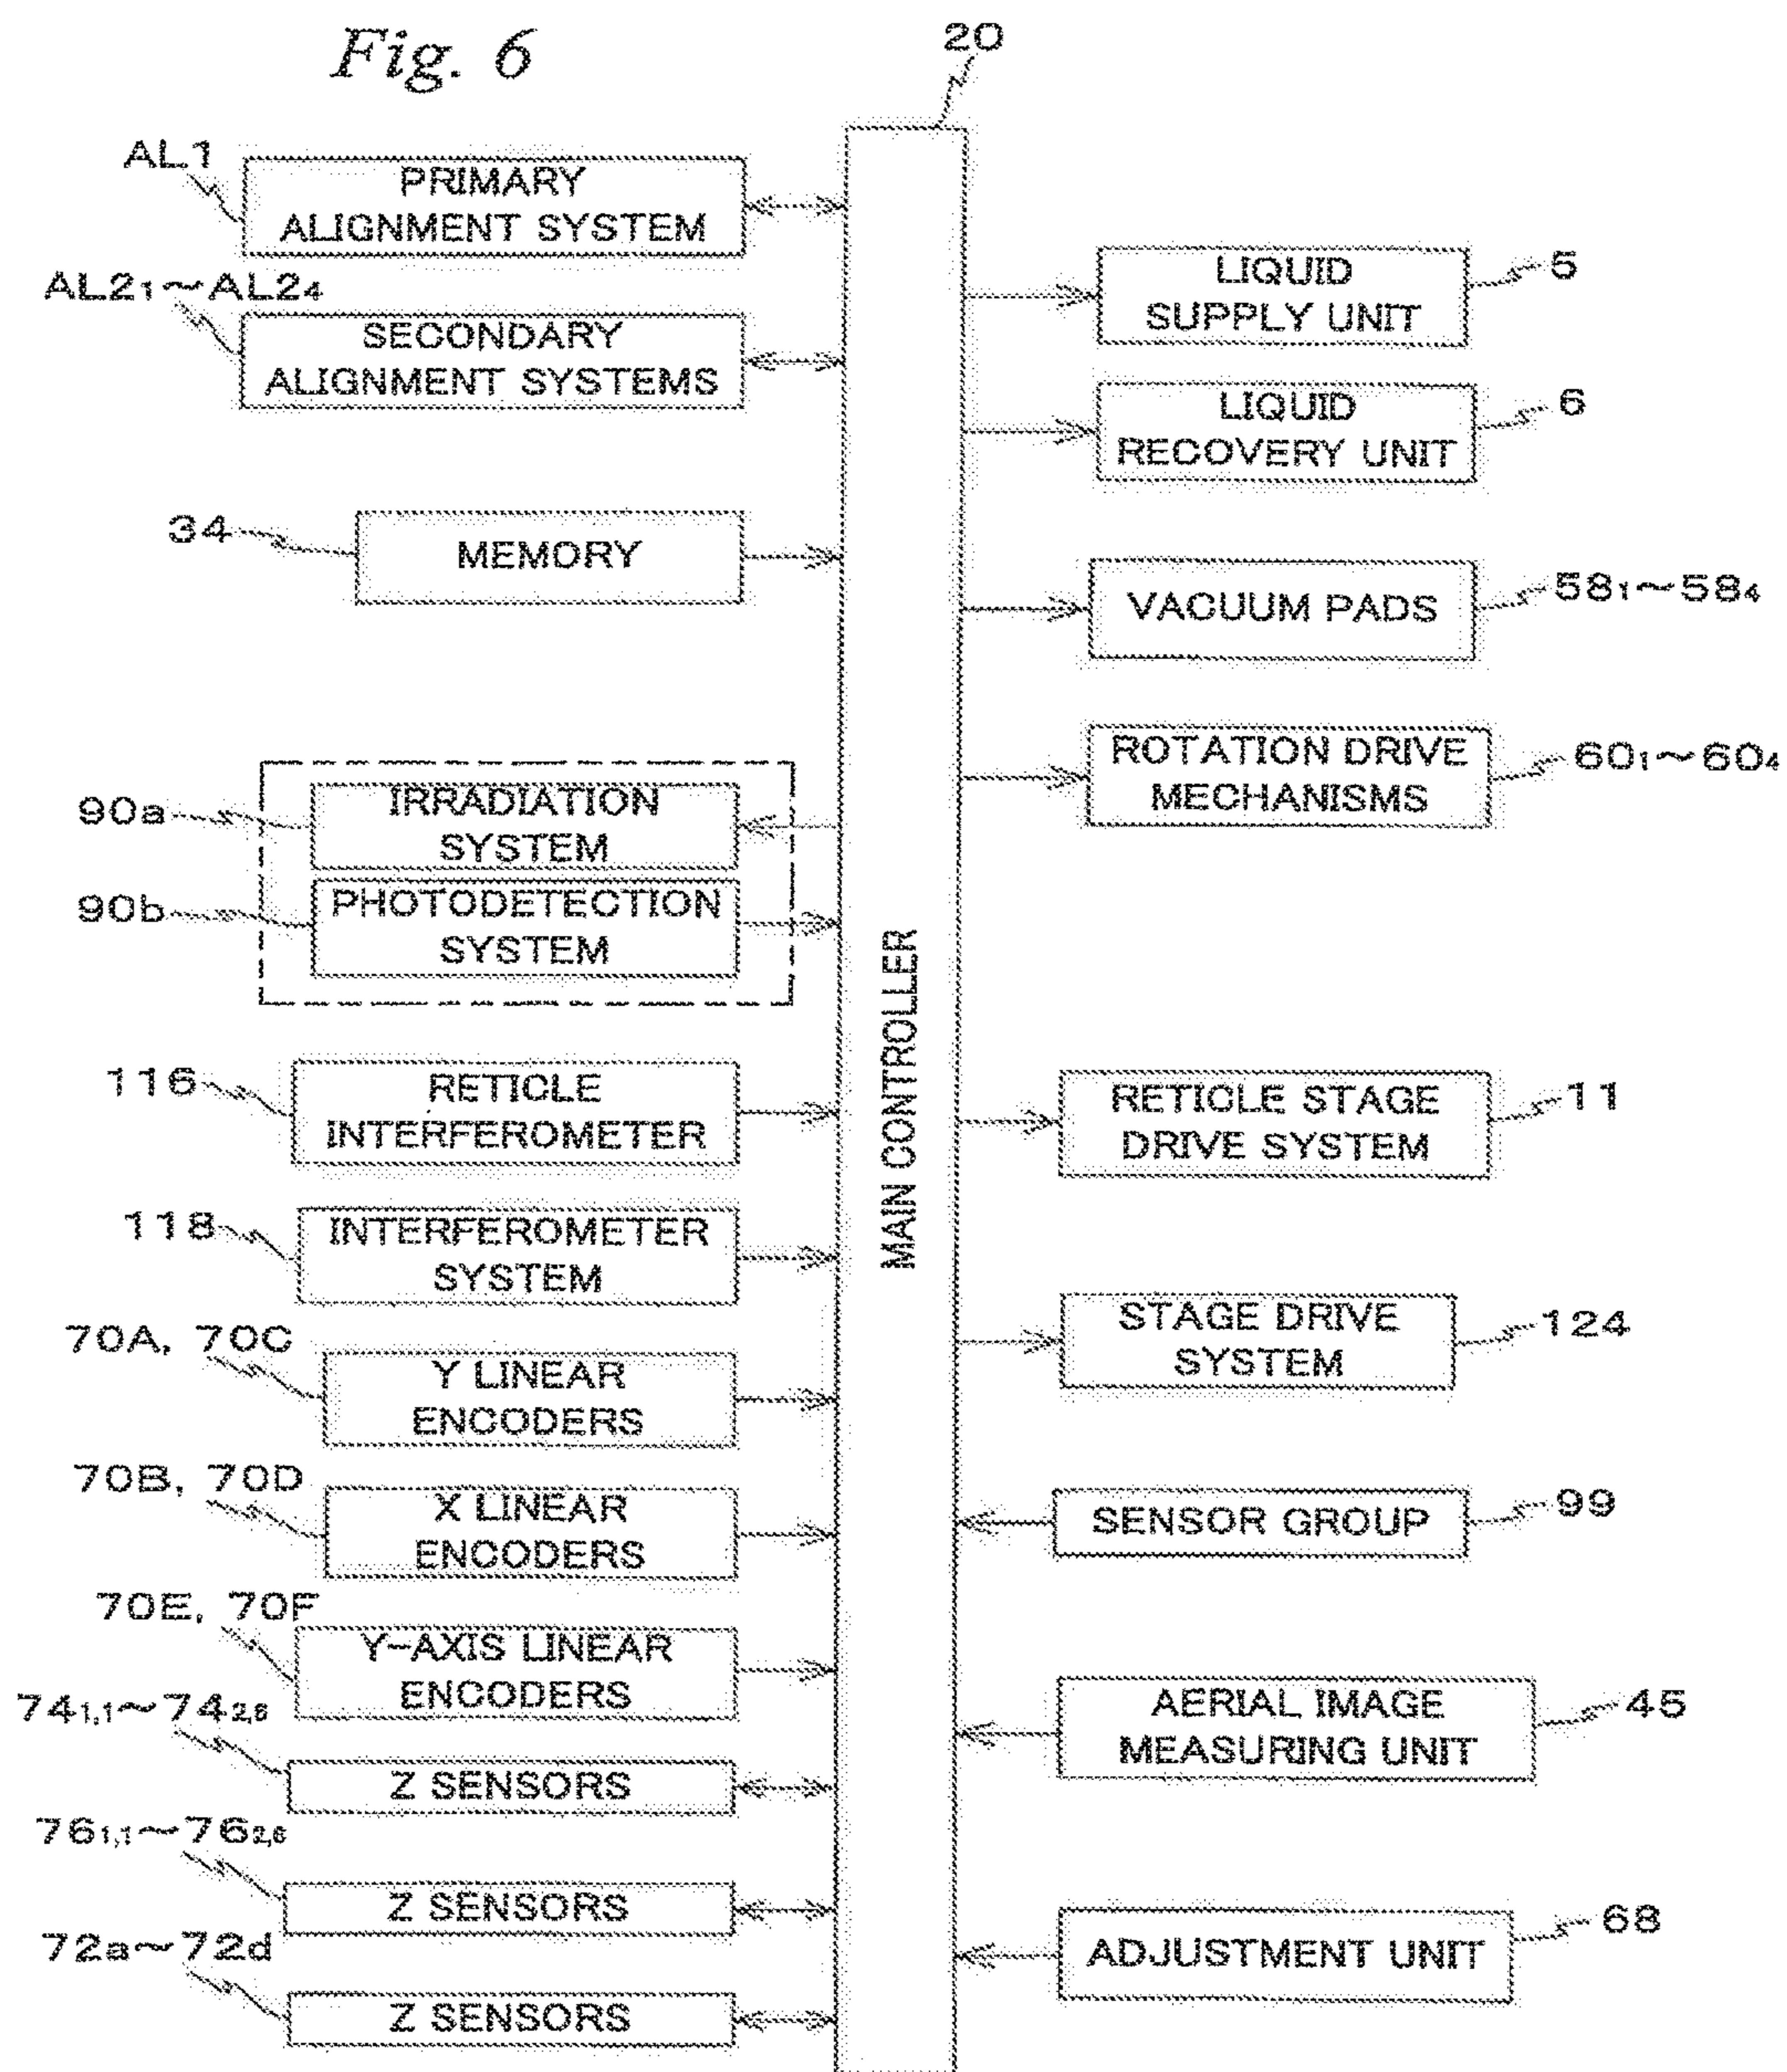 Fig. 6
20
AL1
PRIMARY
ALIGNMENT SYSTEM
AL2₁～AL2₄
SECONDARY
ALIGNMENT SYSTEMS
34
MEMORY
90a
IRRADIATION
SYSTEM
90b
PHOTODETECTION
SYSTEM
116
RETICLE
INTERFEROMETER
118
INTERFEROMETER
SYSTEM
70A, 70C
Y LINEAR
ENCODERS
70B, 70D
X LINEAR
ENCODERS
70E, 70F
Y-AXIS LINEAR
ENCODERS
74₁,₁～74₂,₆
Z SENSORS
76₁,₁～76₂,₆
Z SENSORS
72a～72d
Z SENSORS
MAIN CONTROLLER
LIQUID
SUPPLY UNIT
5
LIQUID
RECOVERY UNIT
6
VACUUM PADS
58₁～58₄
ROTATION DRIVE
MECHANISMS
60₁～60₄
RETICLE STAGE
DRIVE SYSTEM
11
STAGE DRIVE
SYSTEM
124
SENSOR GROUP
99
AERIAL IMAGE
MEASURING UNIT
45
ADJUSTMENT UNIT
68